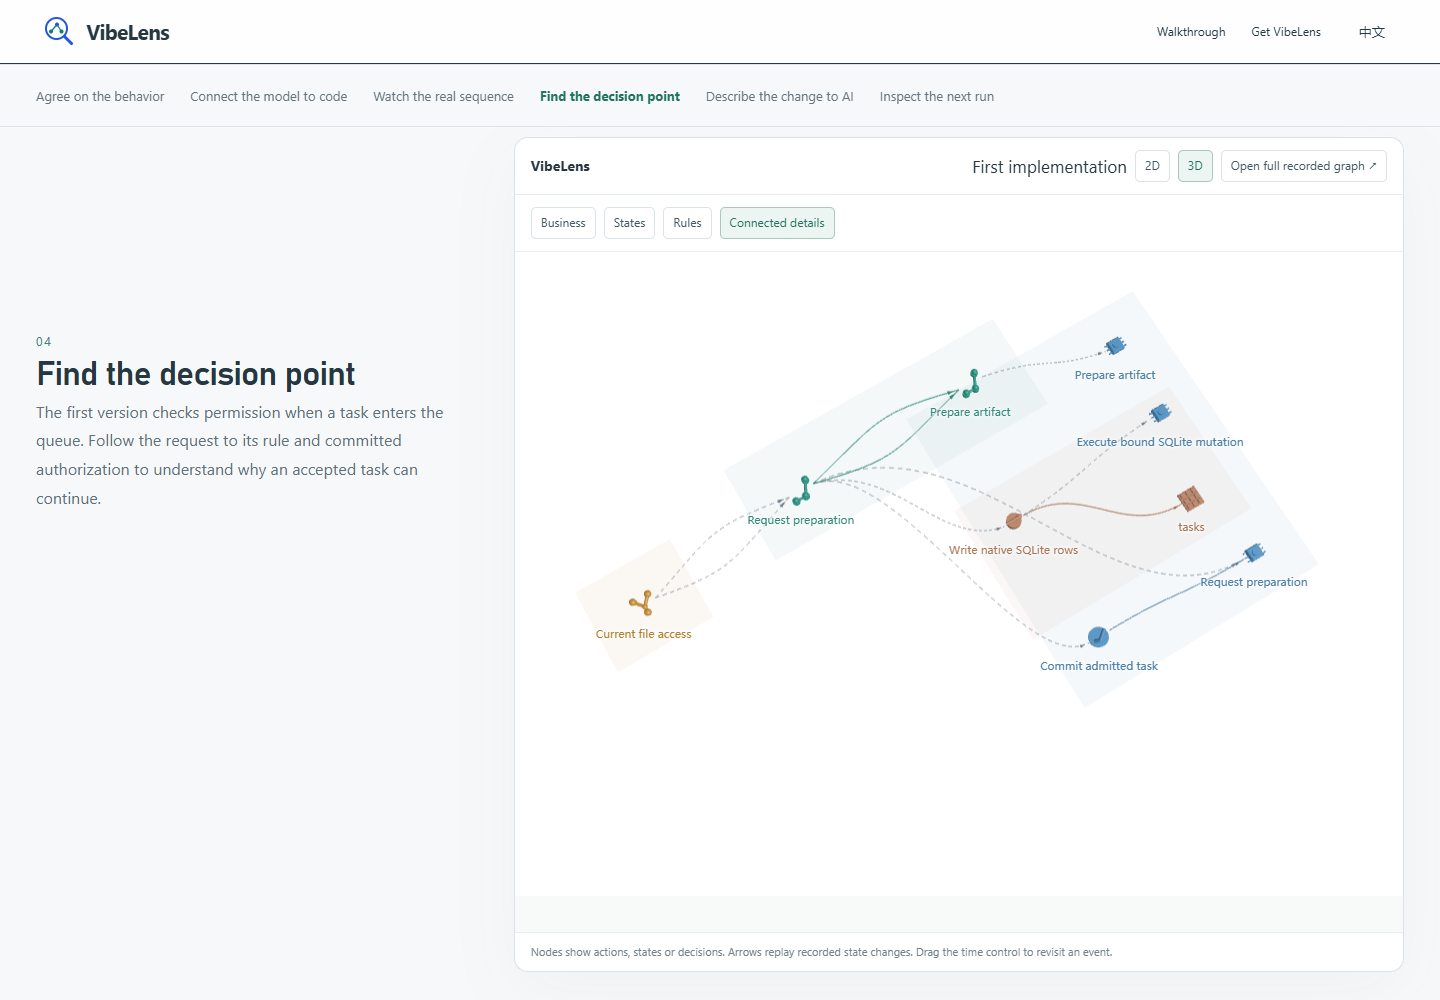 VibeLens
Walkthrough
Get VibeLens
中文
Agree on the behavior
Connect the model to code
Watch the real sequence
Find the decision point
Describe the change to AI
Inspect the next run
04
Find the decision point
The first version checks permission when a task enters the
queue. Follow the request to its rule and committed
authorization to understand why an accepted task can
continue.
VibeLens
First implementation
2D
3D
Open full recorded graph ↗
Business
States
Rules
Connected details
Prepare artifact
Prepare artifact
Execute bound SQLite mutation
Request preparation
tasks
Write native SQLite rows
Request preparation
Current file access
Commit admitted task
Nodes show actions, states or decisions. Arrows replay recorded state changes. Drag the time control to revisit an event.